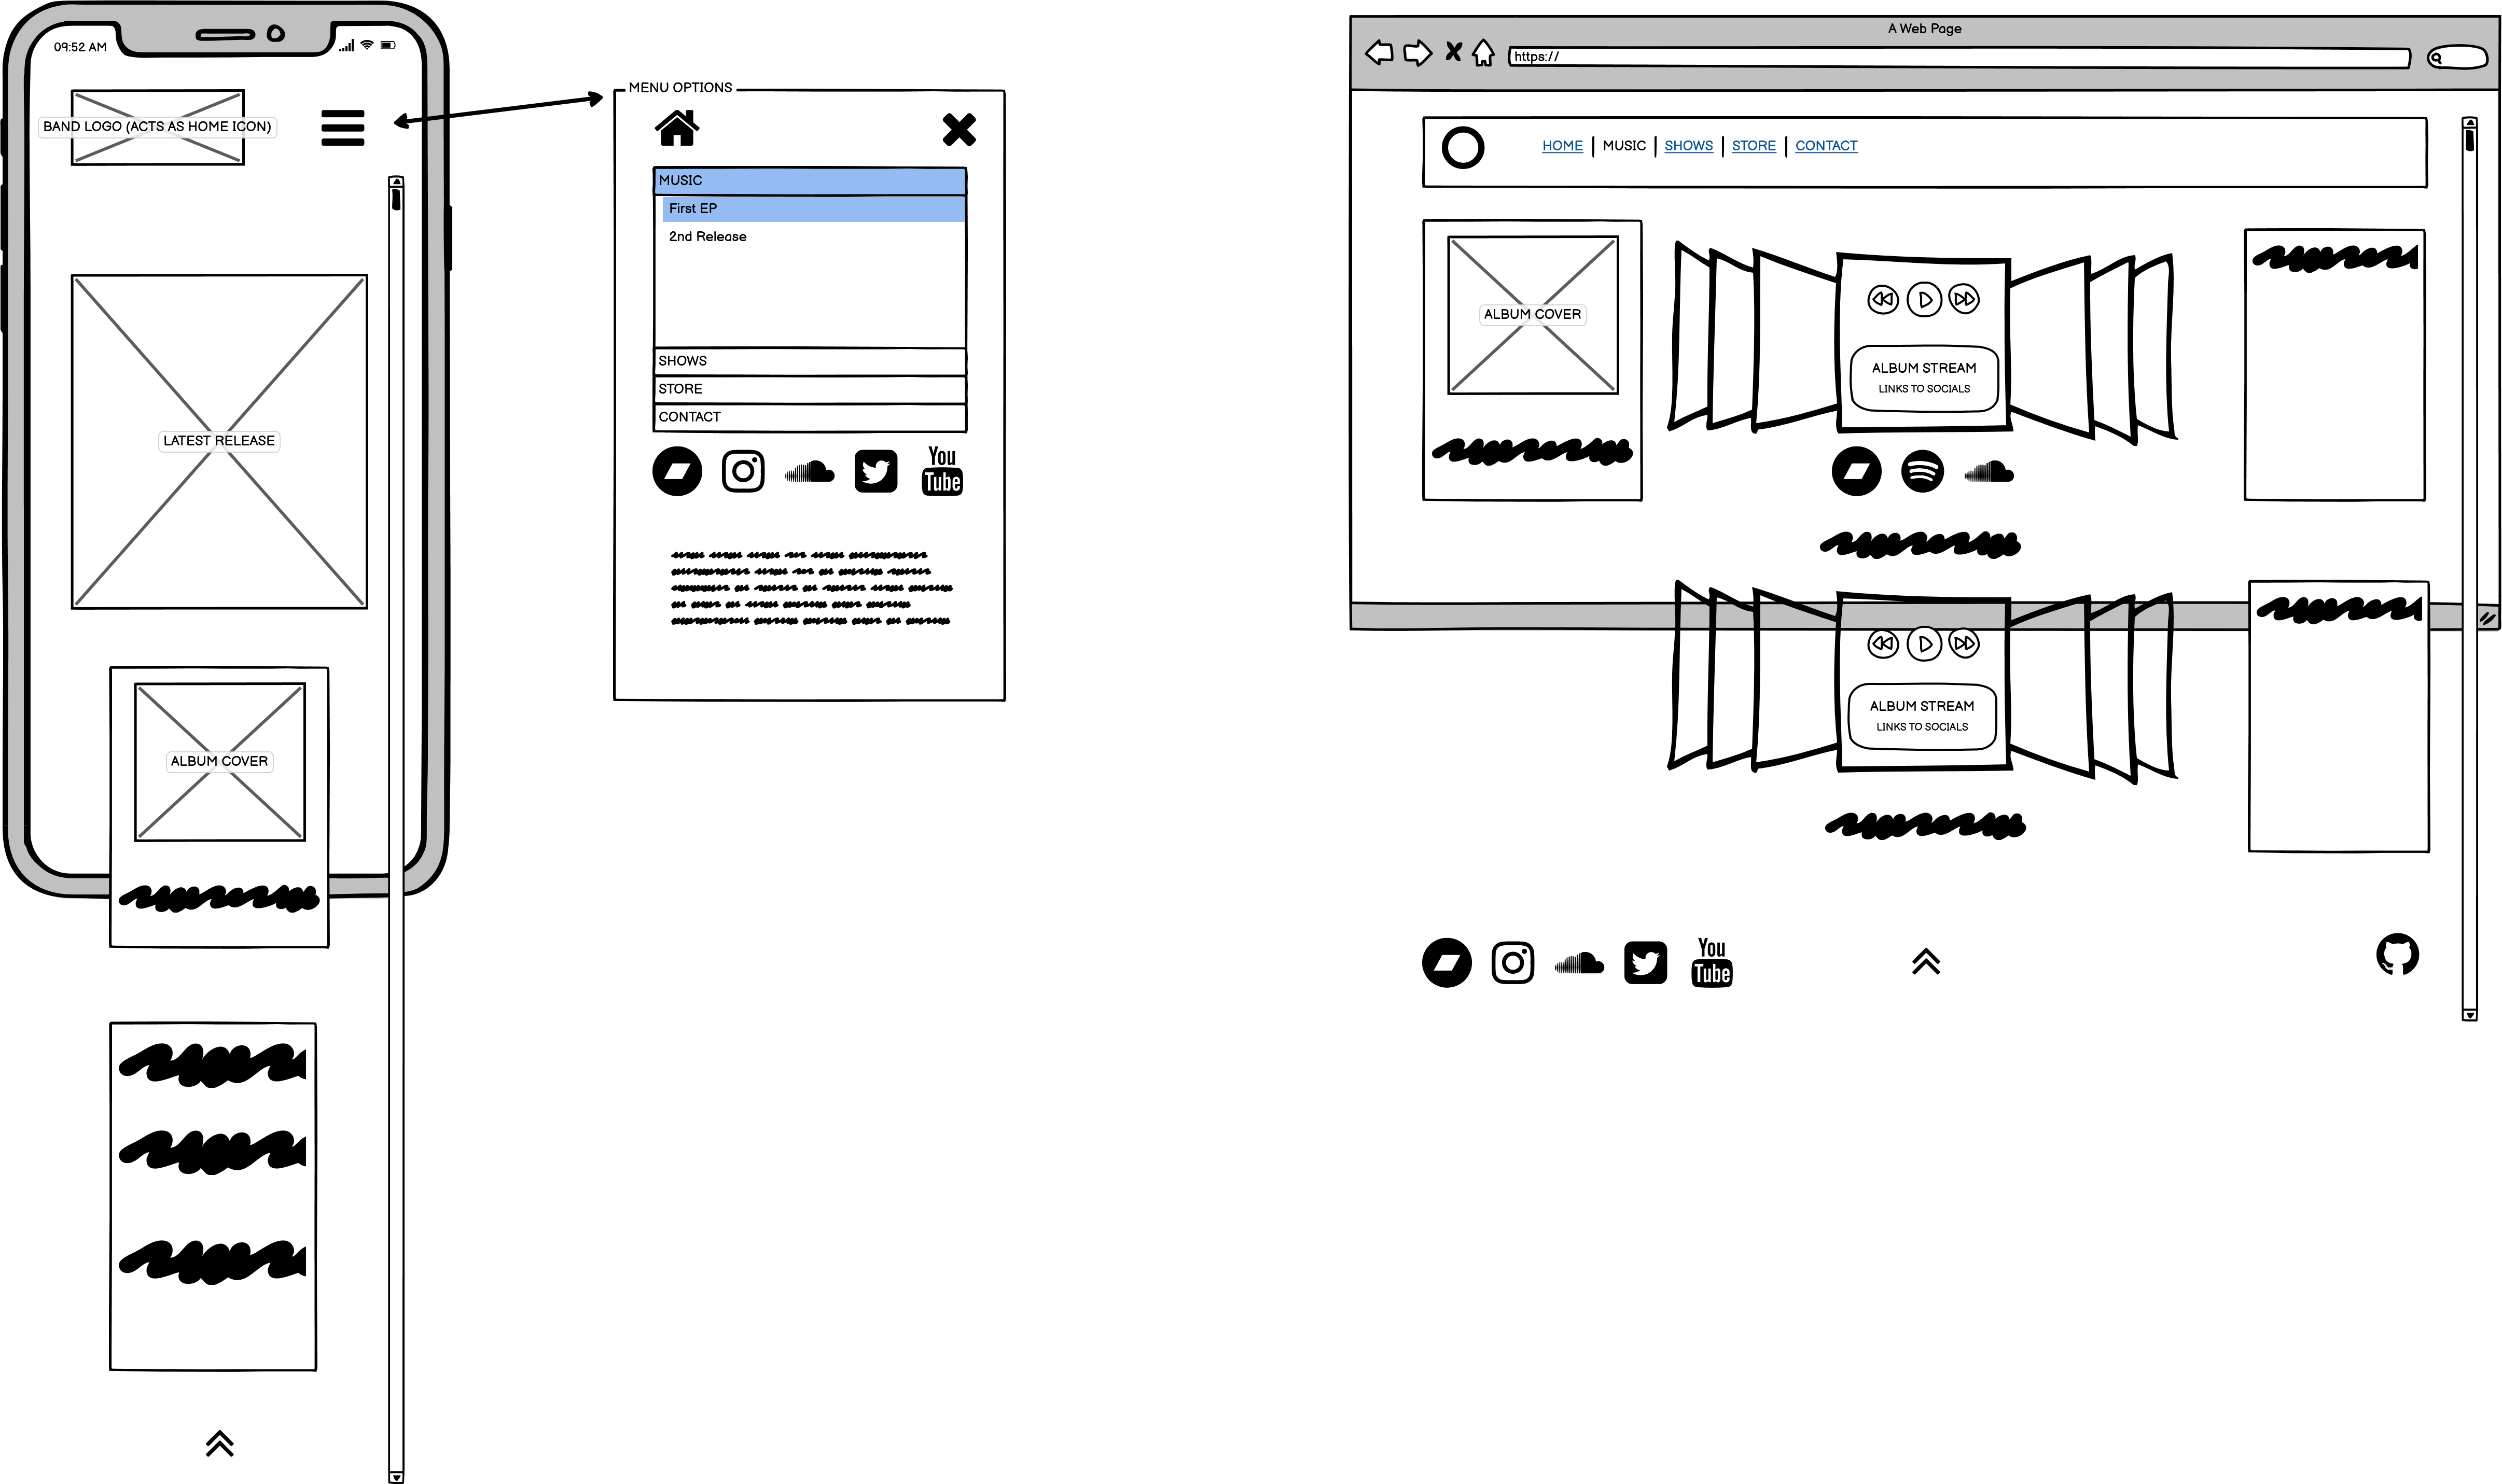 09:52 AM
BAND LOGO (ACTS AS HOME ICON)
LATEST RELEASE
ALBUM COVER
MENU OPTIONS
MUSIC
First EP
2nd Release
SHOWS
STORE
CONTACT
You
Tube
A Web Page
https://
HOME | MUSIC | SHOWS | STORE | CONTACT
ALBUM COVER
ALBUM STREAM
LINKS TO SOCIALS
ALBUM STREAM
LINKS TO SOCIALS
You
Tube